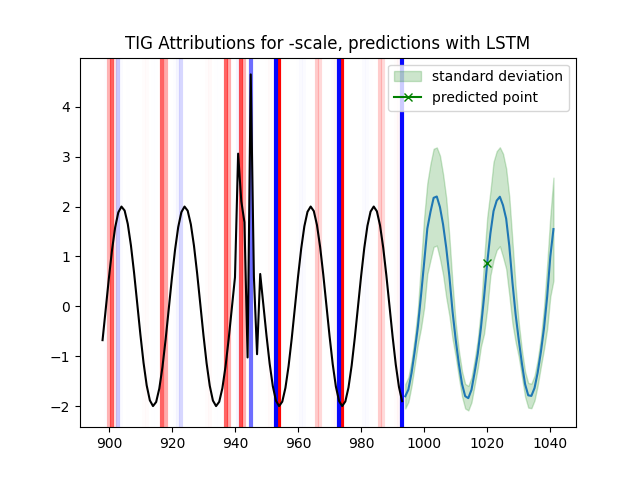 TIG Attributions for -scale, predictions with LSTM
standard deviation
predicted point
4
3
2
1
0
−1
−2
900 920 940 960 980 1000 1020 1040